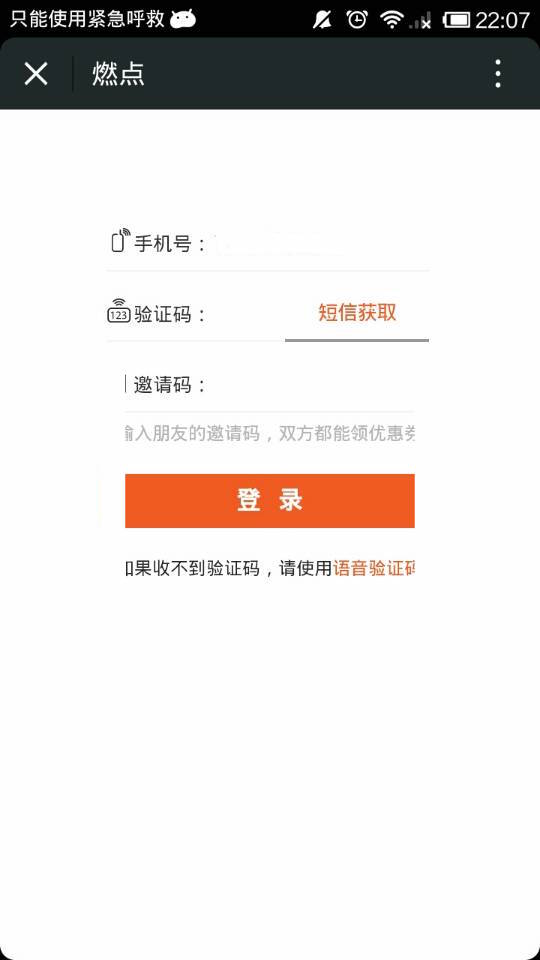 只能使用紧急呼救 22:07
燃点
手机号：
123 验证码： 短信获取
邀请码：
输入朋友的邀请码，双方都能领优惠券
登 录
如果收不到验证码，请使用语音验证码